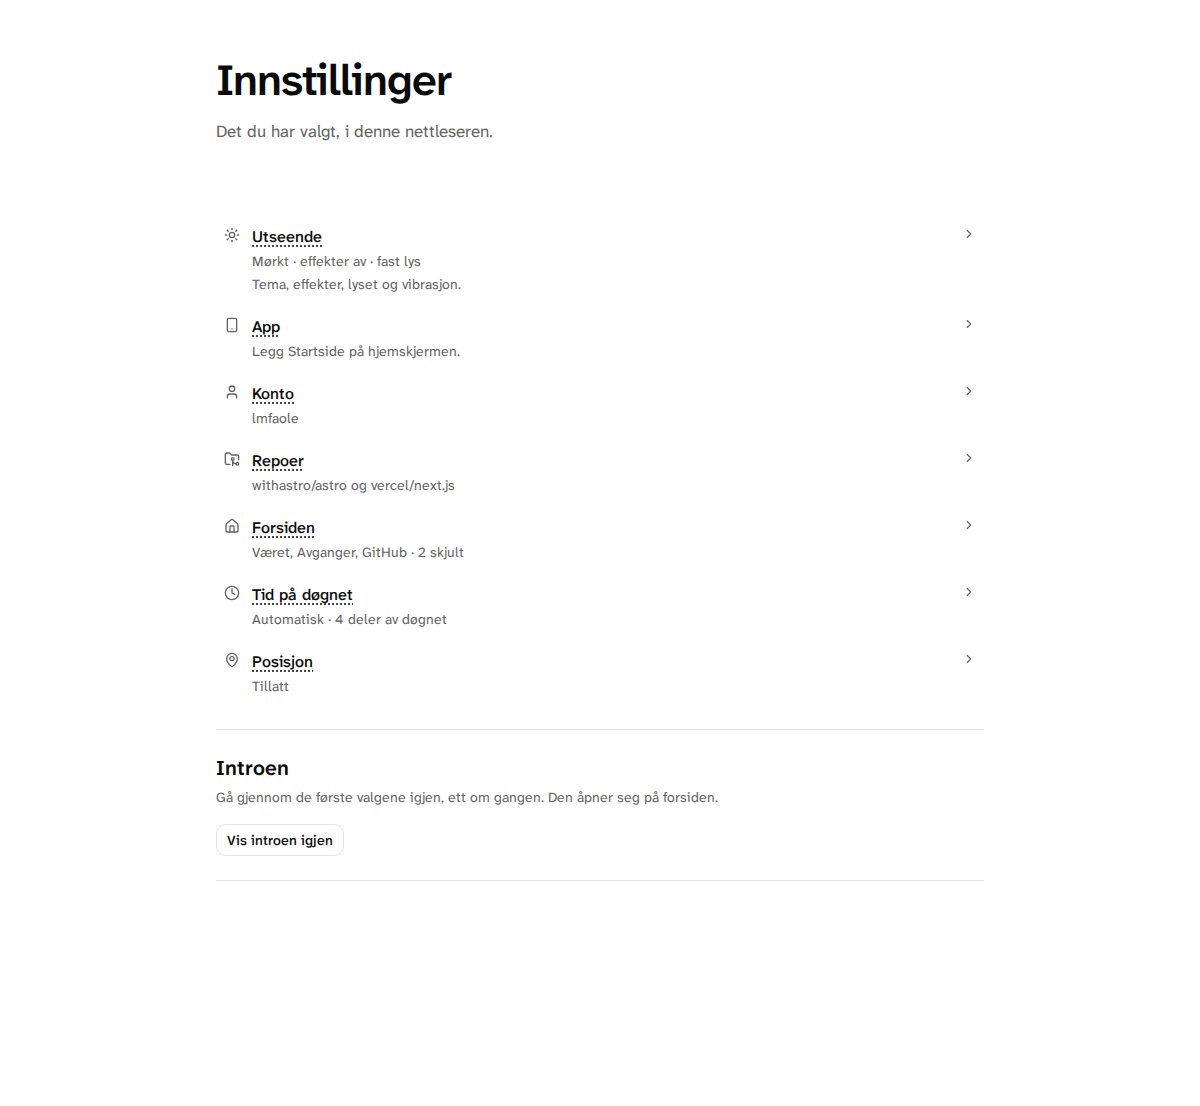 Innstillinger
Det du har valgt, i denne nettleseren.
Utseende
Mørkt · effekter av · fast lys
Tema, effekter, lyset og vibrasjon.
App
Legg Startside på hjemskjermen.
Konto
lmfaole
Repoer
withastro/astro og vercel/next.js
Forsiden
Været, Avganger, GitHub · 2 skjult
Tid på døgnet
Automatisk · 4 deler av døgnet
Posisjon
Tillatt
Introen
Gå gjennom de første valgene igjen, ett om gangen. Den åpner seg på forsiden.
Vis introen igjen